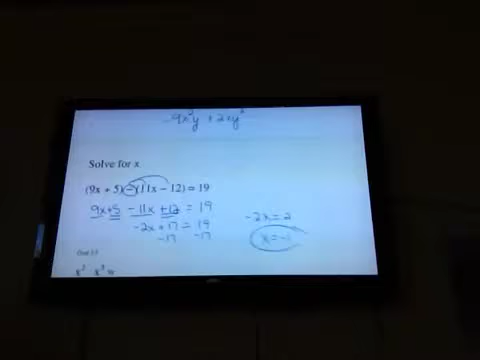 -9x²y + 2xy²
Solve for x
(9x + 5)(-)(11x - 12) = 19
9x+5 - 11x + 12 = 19
-2x + 17 = 19
-17 -17
-2x = 2
x = -1